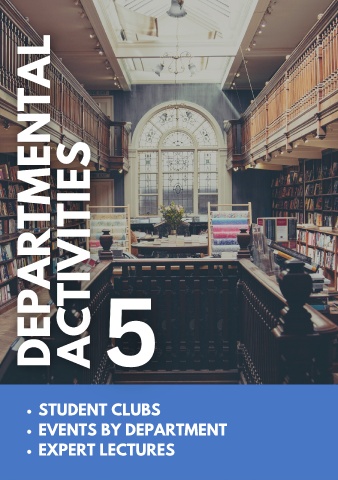 DEPARTMENTAL
ACTIVITIES
5
• STUDENT CLUBS
• EVENTS BY DEPARTMENT
• EXPERT LECTURES